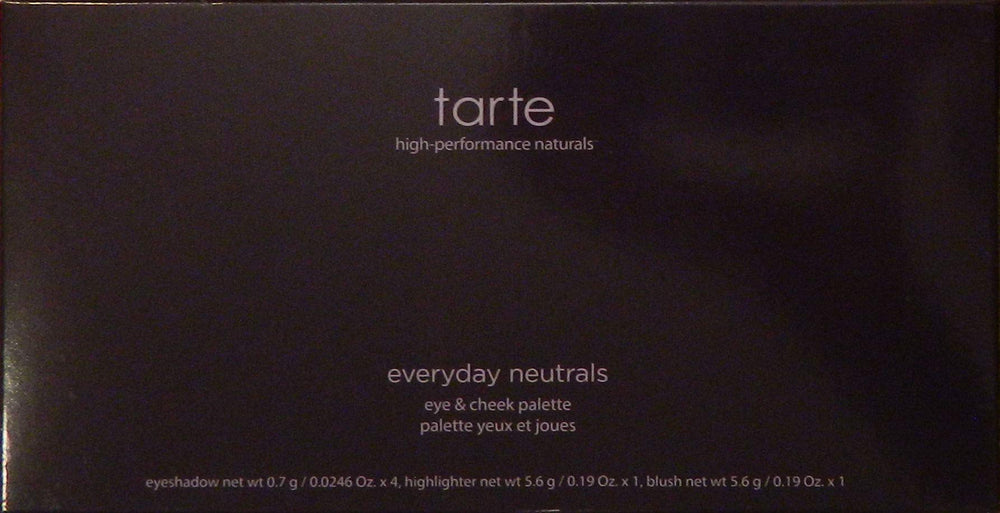 tarte
high-performance naturals
everyday neutrals
eye & cheek palette
palette yeux et joues
eyeshadow net wt 0.7 g / 0.0246 Oz. x 4, highlighter net wt 5.6 g / 0.19 Oz. x 1, blush net wt 5.6 g / 0.19 Oz. x 1